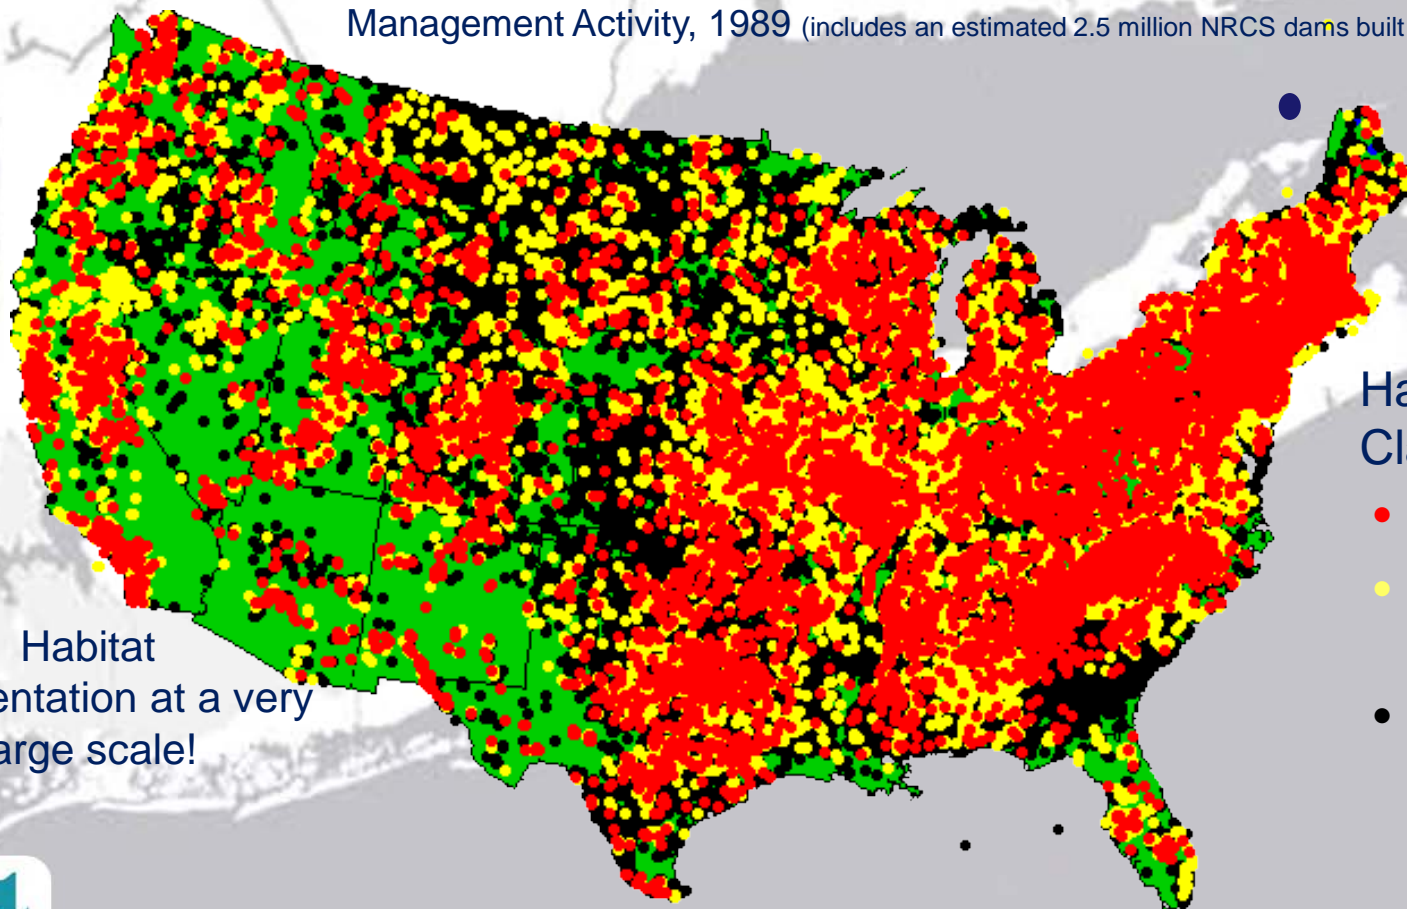 Management Activity, 1989 (includes an estimated 2.5 million NRCS dams built
Ha
Cla
Habitat
entation at a very
arge scale!